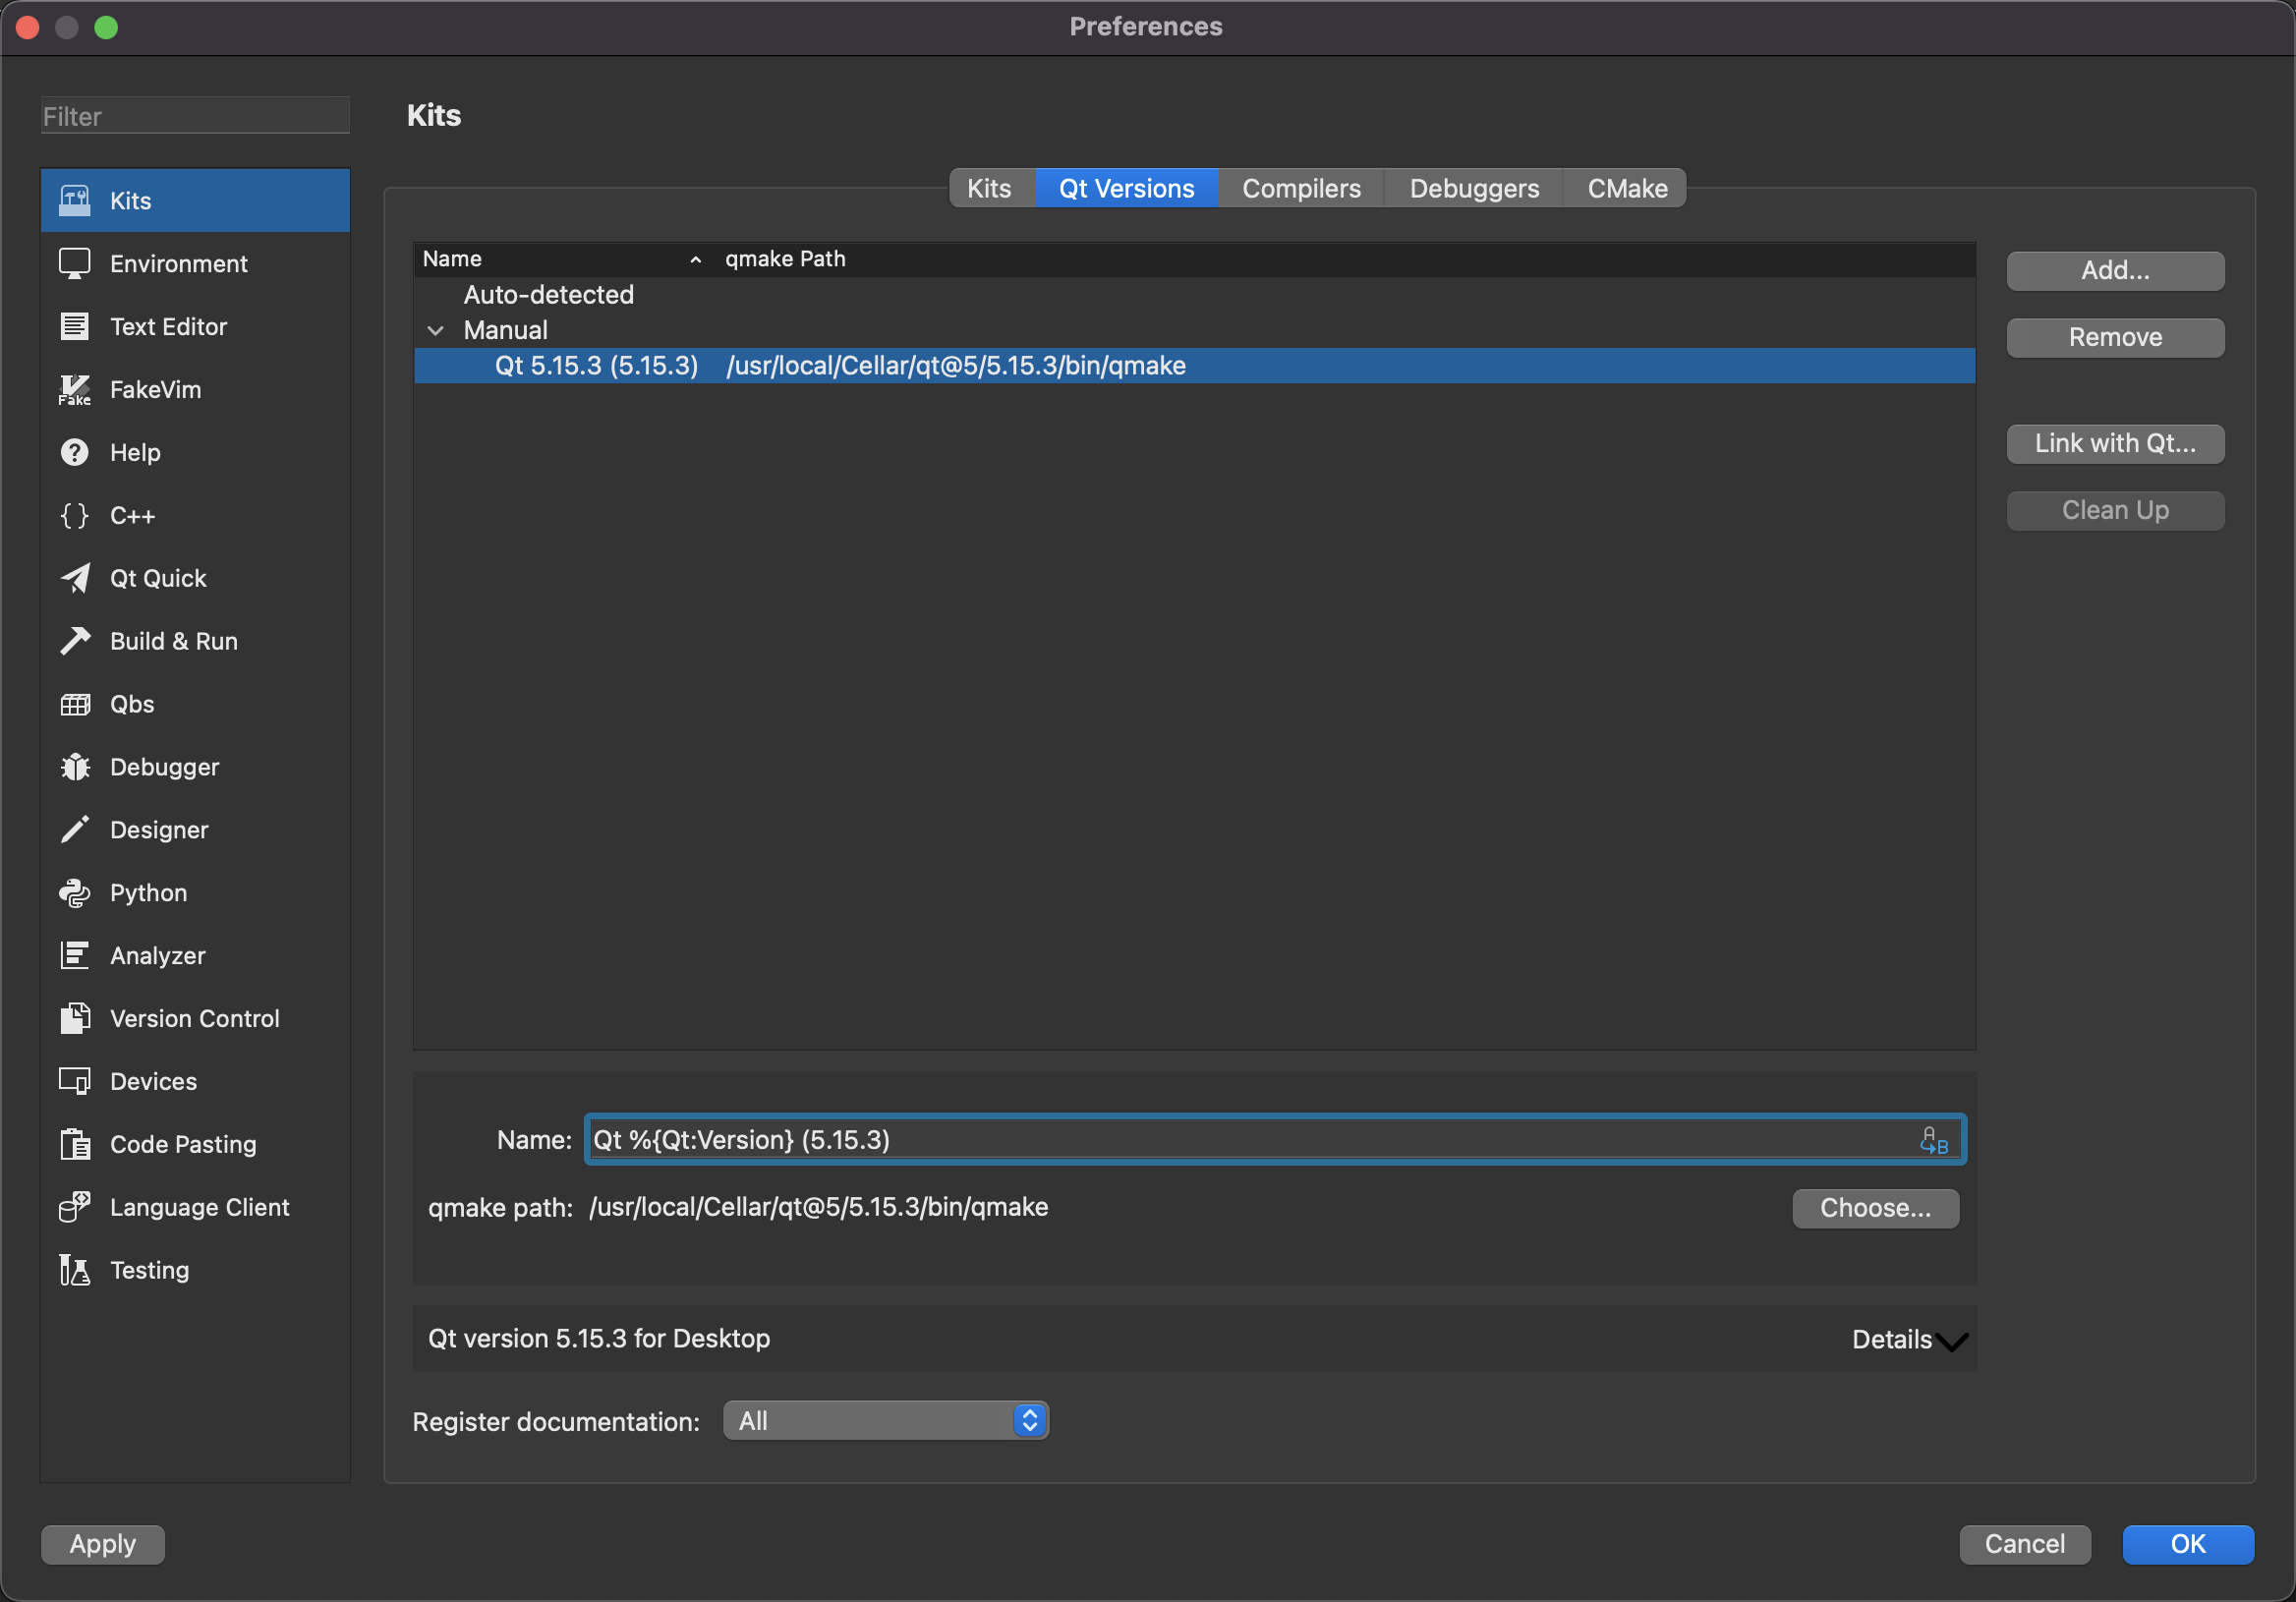 Preferences
Filter
Kits
Environment
Text Editor
FakeVim
Fake
Help
C++
Qt Quick
Build & Run
Qbs
Debugger
Designer
Python
Analyzer
Version Control
Devices
Code Pasting
Language Client
Testing
Kits
Kits Qt Versions Compilers Debuggers CMake
Name qmake Path
Auto-detected
Manual
Qt 5.15.3 (5.15.3) /usr/local/Cellar/qt@5/5.15.3/bin/qmake
Add...
Remove
Link with Qt...
Clean Up
Name: Qt %{Qt:Version} (5.15.3) A B
qmake path: /usr/local/Cellar/qt@5/5.15.3/bin/qmake Choose...
Qt version 5.15.3 for Desktop Details
Register documentation: All
Apply Cancel OK